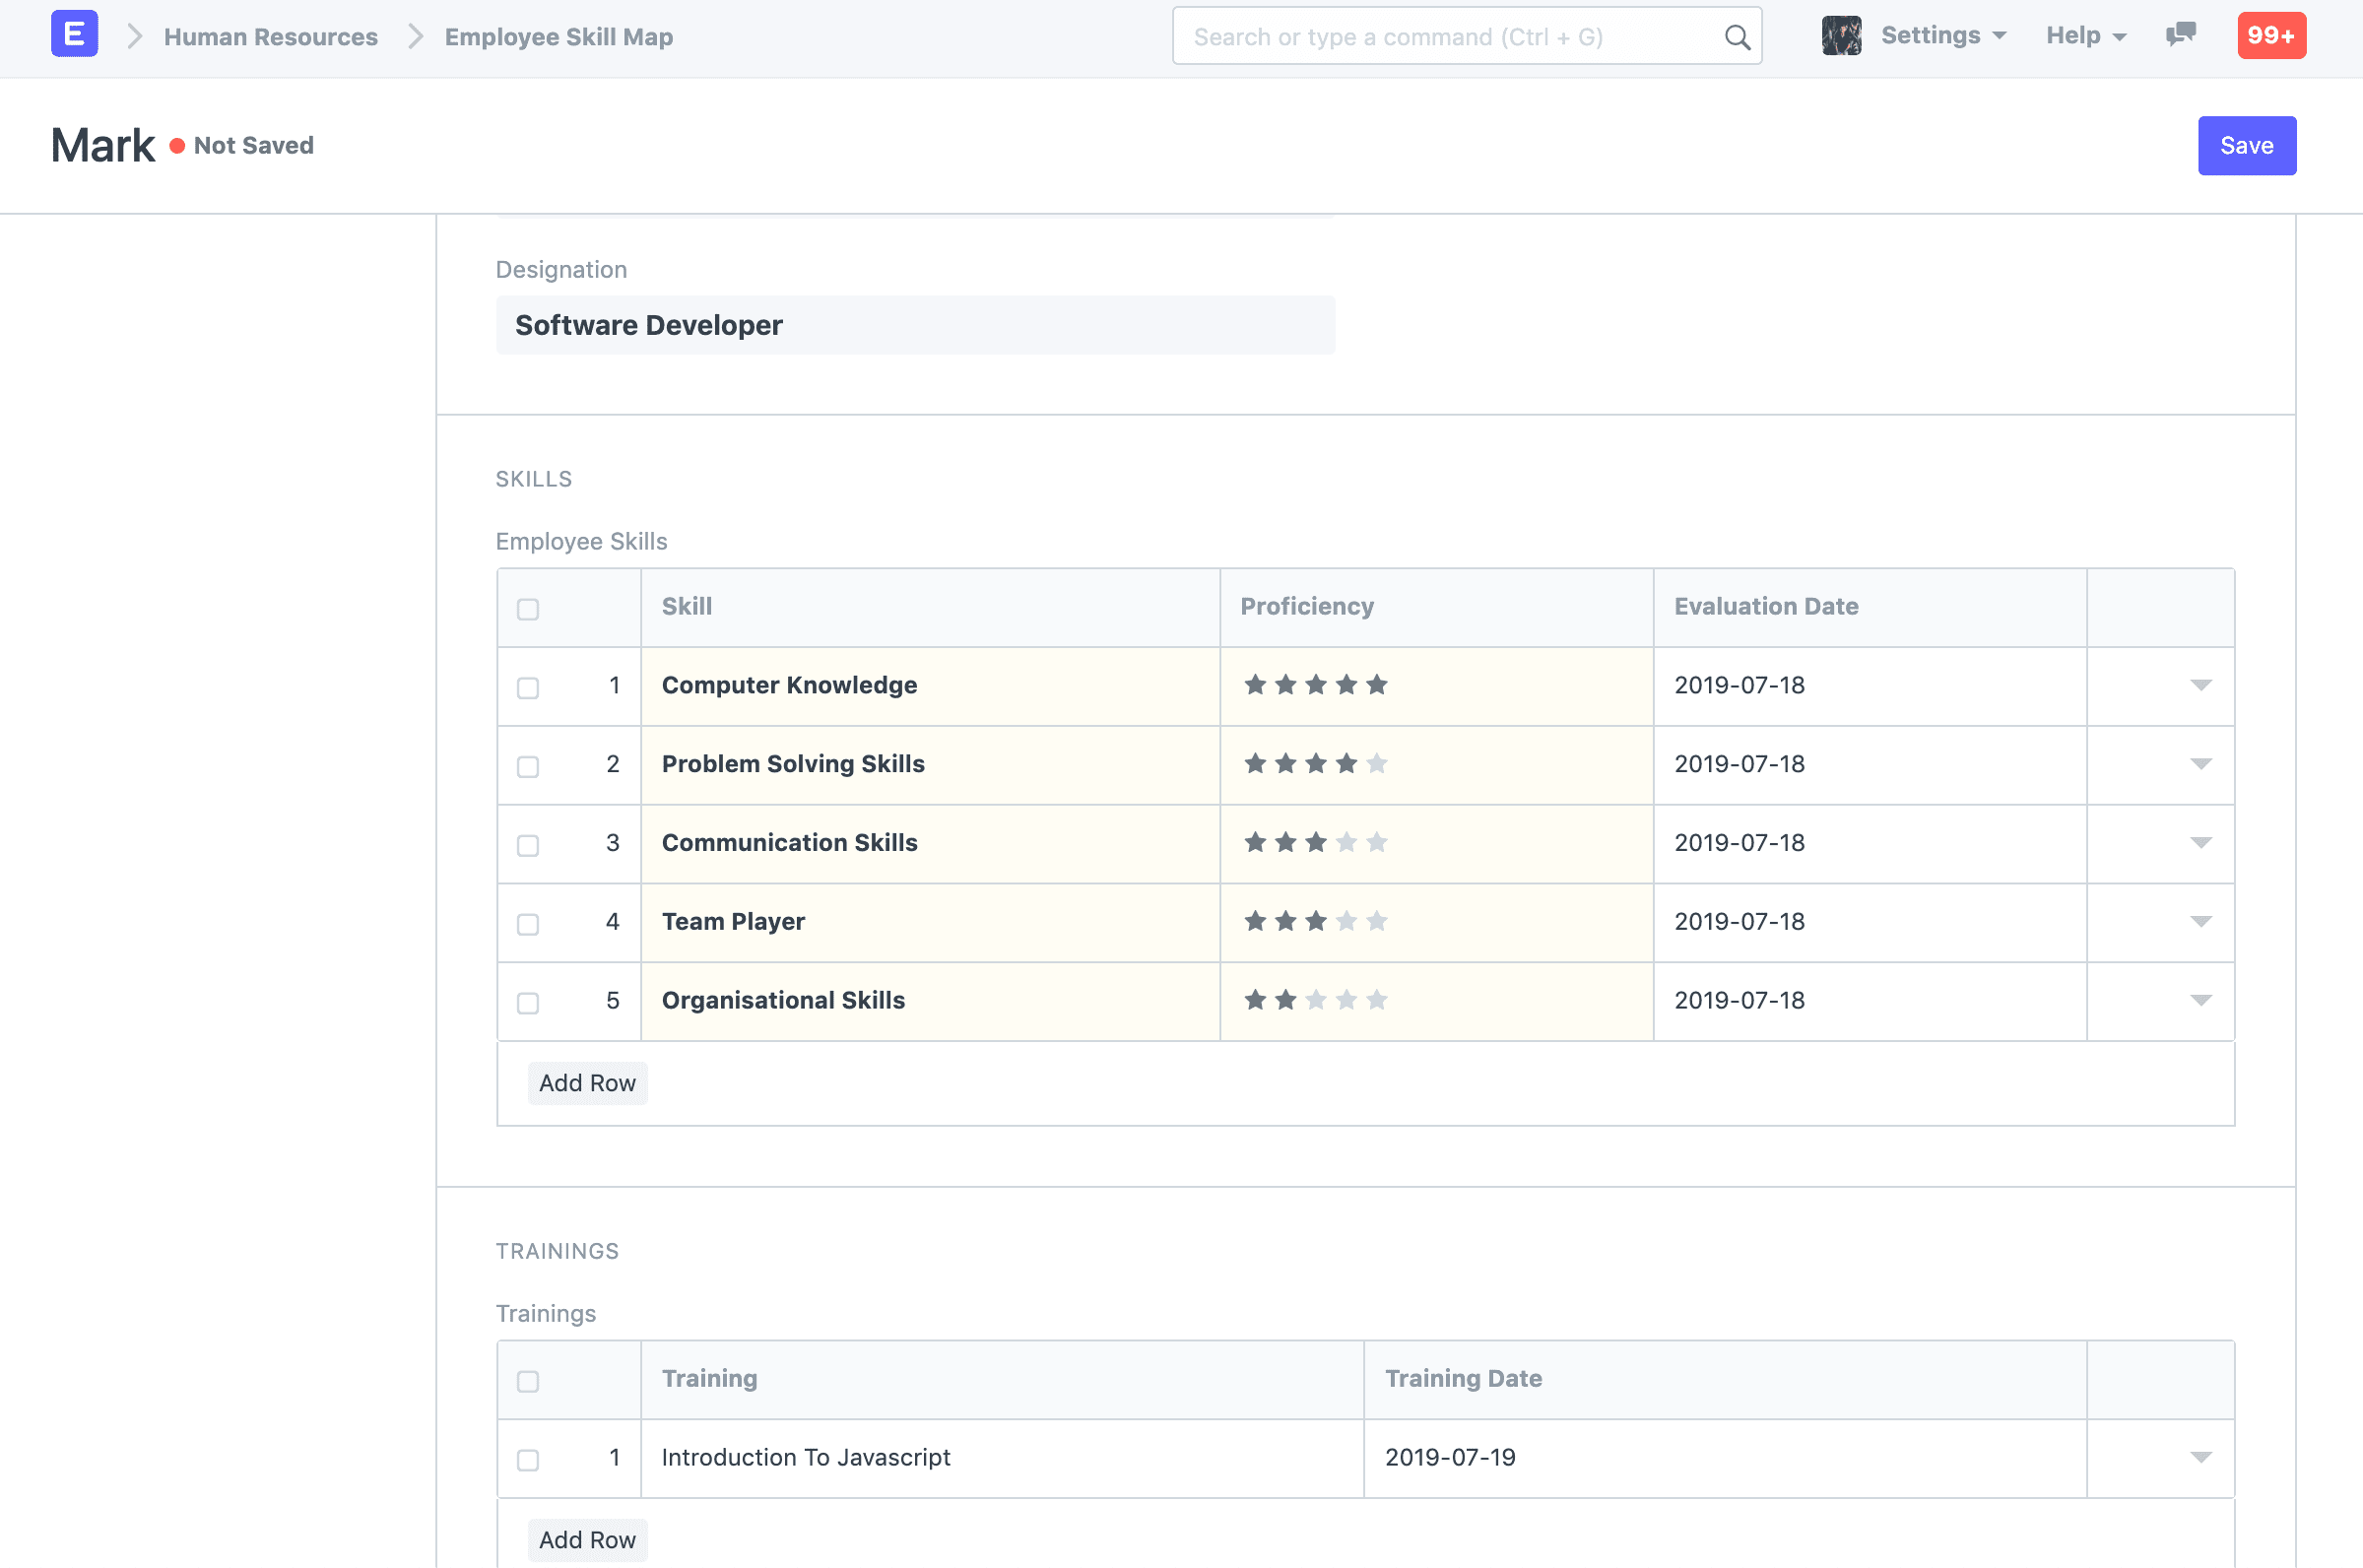 E Human Resources Employee Skill Map Search or type a command (Ctrl + G) Settings Help 99+
Mark Not Saved Save
Designation
Software Developer
SKILLS
Employee Skills
Skill Proficiency Evaluation Date
1 Computer Knowledge 2019-07-18
2 Problem Solving Skills 2019-07-18
3 Communication Skills 2019-07-18
4 Team Player 2019-07-18
5 Organisational Skills 2019-07-18
Add Row
TRAININGS
Trainings
Training Training Date
1 Introduction To Javascript 2019-07-19
Add Row